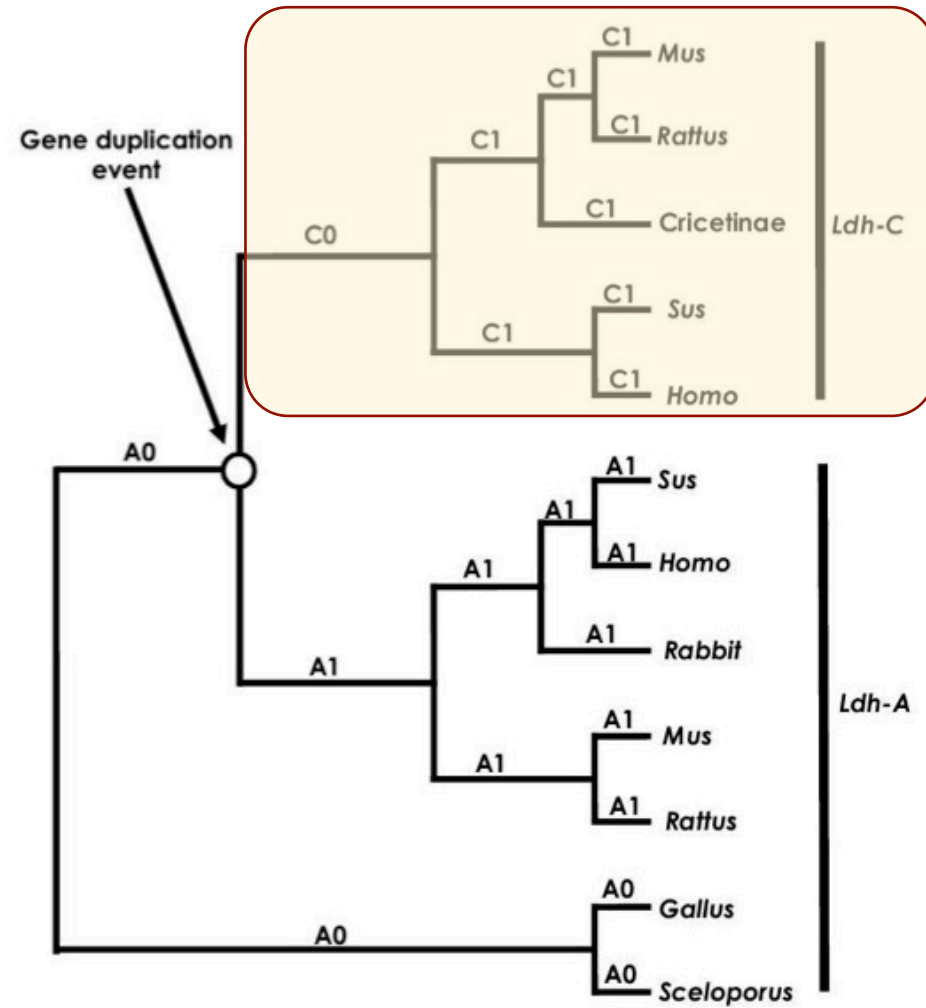 C1
Mus
C1
C1
Rattus
C1
C1
Cricetinae
Ldh-C
Gene duplication
event
C0
C1
Sus
C1
C1
Homo
A0
A1
Sus
A1
A1
Homo
A1
A1
Rabbit
A1
Ldh-A
A1
Mus
A1
A1
Rattus
A0
Gallus
A0
A0
Sceloporus